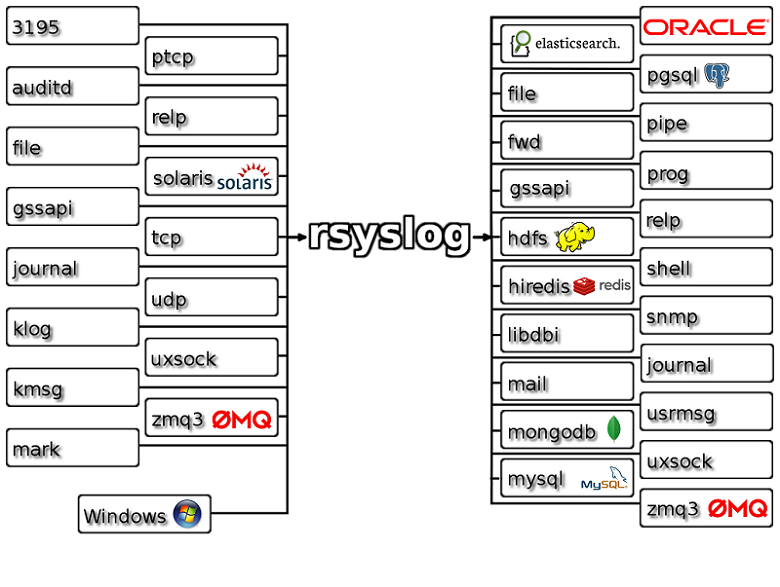 3195
ptcp
auditd
relp
file
solaris solaris
gssapi
tcp
journal
udp
klog
uxsock
kmsg
zmq3 ØMQ
mark
Windows
rsyslog
elasticsearch.
file
fwd
gssapi
hdfs
hiredis redis
libdbi
mail
mongodb
mysql MySQL
ORACLE
pgsql
pipe
prog
relp
shell
snmp
journal
usrmsg
uxsock
zmq3 ØMQ